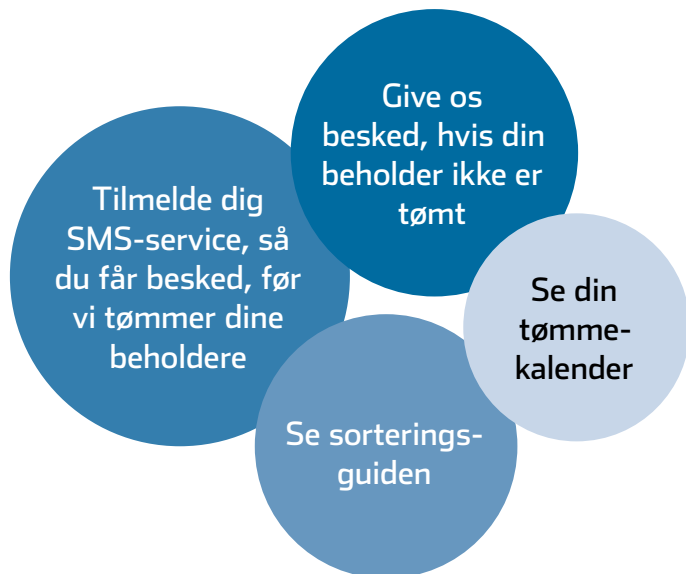 Give os
besked, hvis din
beholder ikke er
tømt
Tilmelde dig
SMS-service, så
du får besked, før
vi tømmer dine
beholdere
Se din
tømme-
kalender
Se sorterings-
guiden